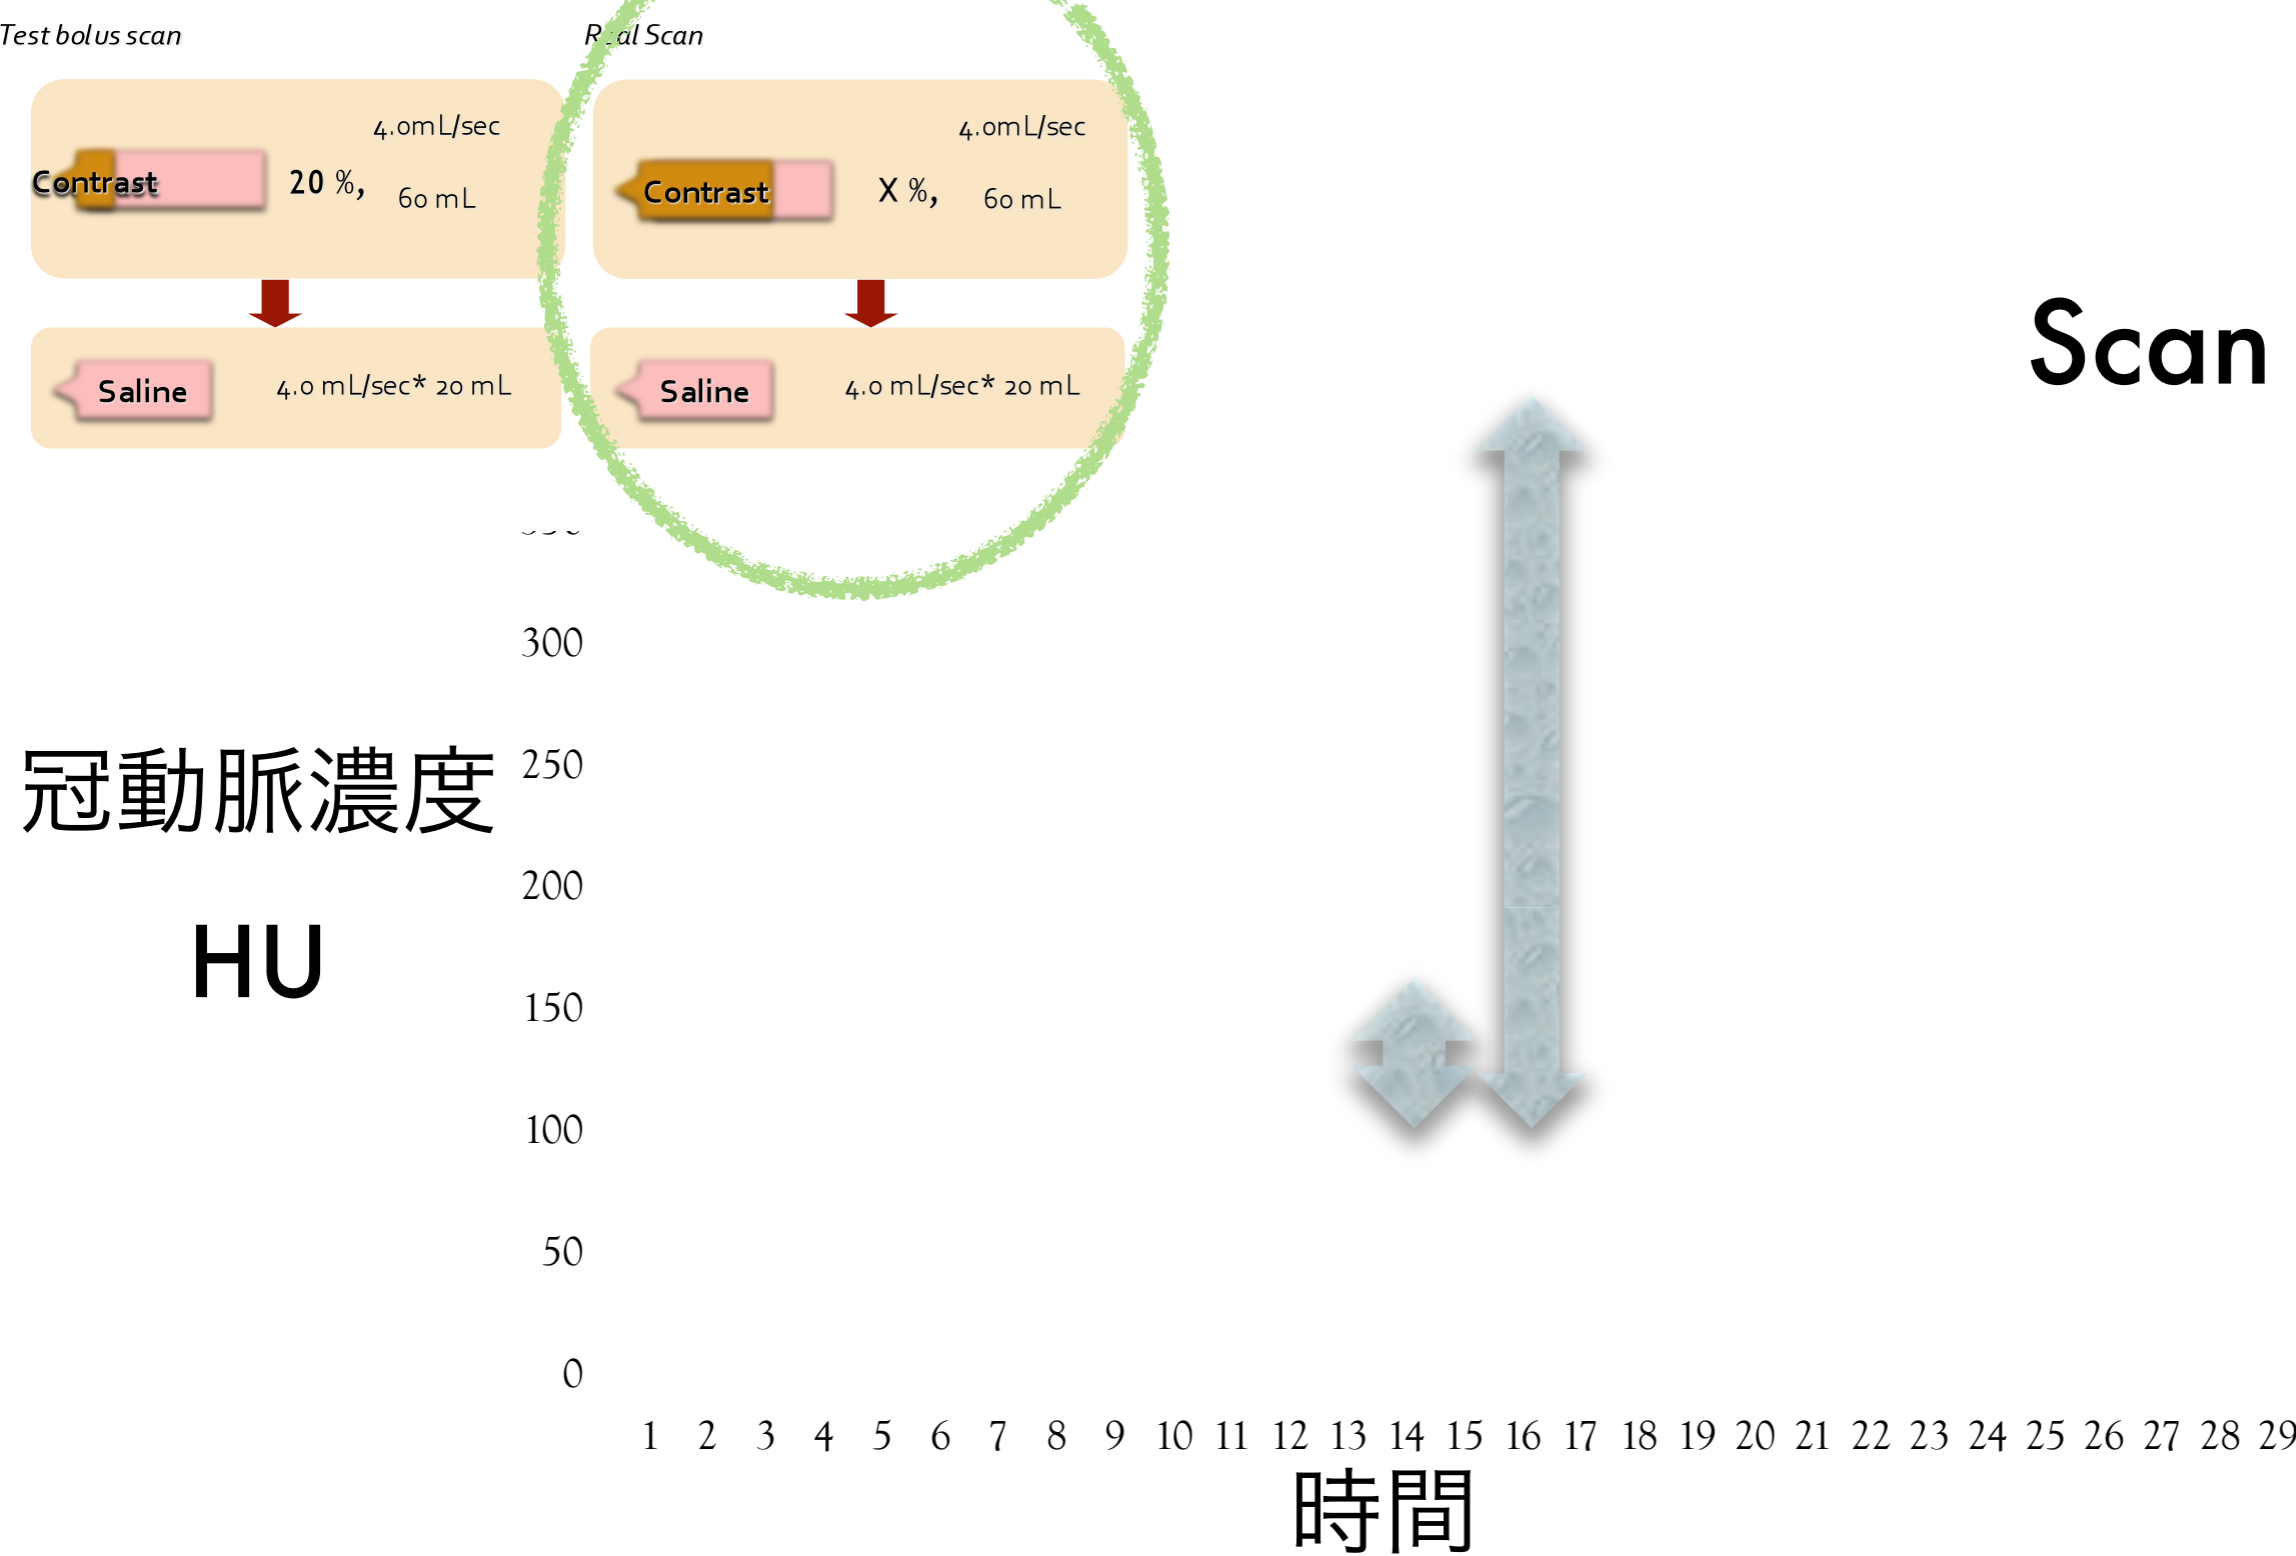 Test bolus scan
Real Scan
4.0mL/sec
Contrast
20 %,
60 mL
4.0mL/sec
Contrast
X %,
60 mL
Saline
4.0 mL/sec* 20 mL
Saline
4.0 mL/sec* 20 mL
Scan
300
250
200
150
100
50
0
冠動脈濃度
HU
1 2 3 4 5 6 7 8 9 10 11 12 13 14 15 16 17 18 19 20 21 22 23 24 25 26 27 28 29
時間